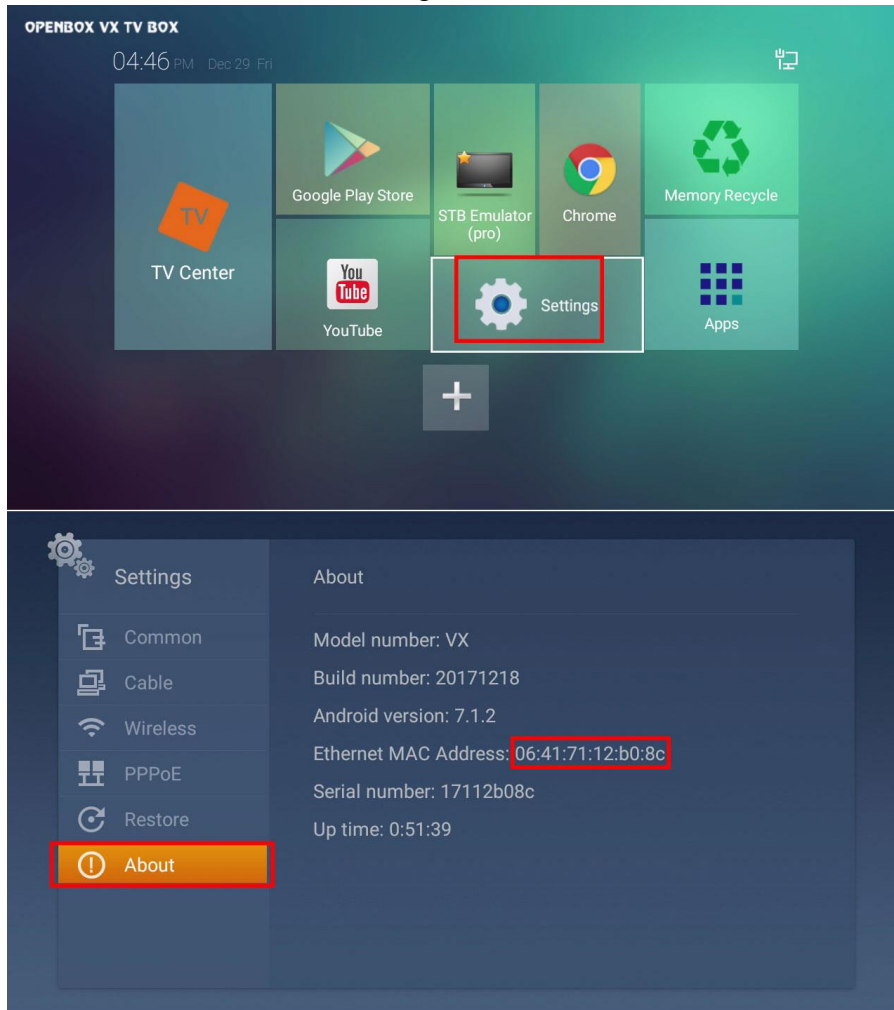 OPENBOX VX TV BOX
04:46 PM Dec 29 Fri
TV
TV Center
Google Play Store
STB Emulator
(pro)
Chrome
Memory Recycle
You
Tube
YouTube
Settings
Apps
Settings
Common
Cable
Wireless
PPPoE
Restore
About
About
Model number: VX
Build number: 20171218
Android version: 7.1.2
Ethernet MAC Address: 06:41:71:12:b0:8c
Serial number: 17112b08c
Up time: 0:51:39